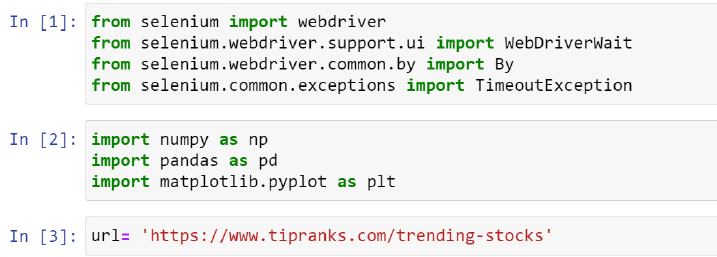 In [1]: from selenium import webdriver
from selenium.webdriver.support.ui import WebDriverWait
from selenium.webdriver.common.by import By
from selenium.common.exceptions import TimeoutException
In [2]: import numpy as np
import pandas as pd
import matplotlib.pyplot as plt
In [3]: url= 'https://www.tipranks.com/trending-stocks'